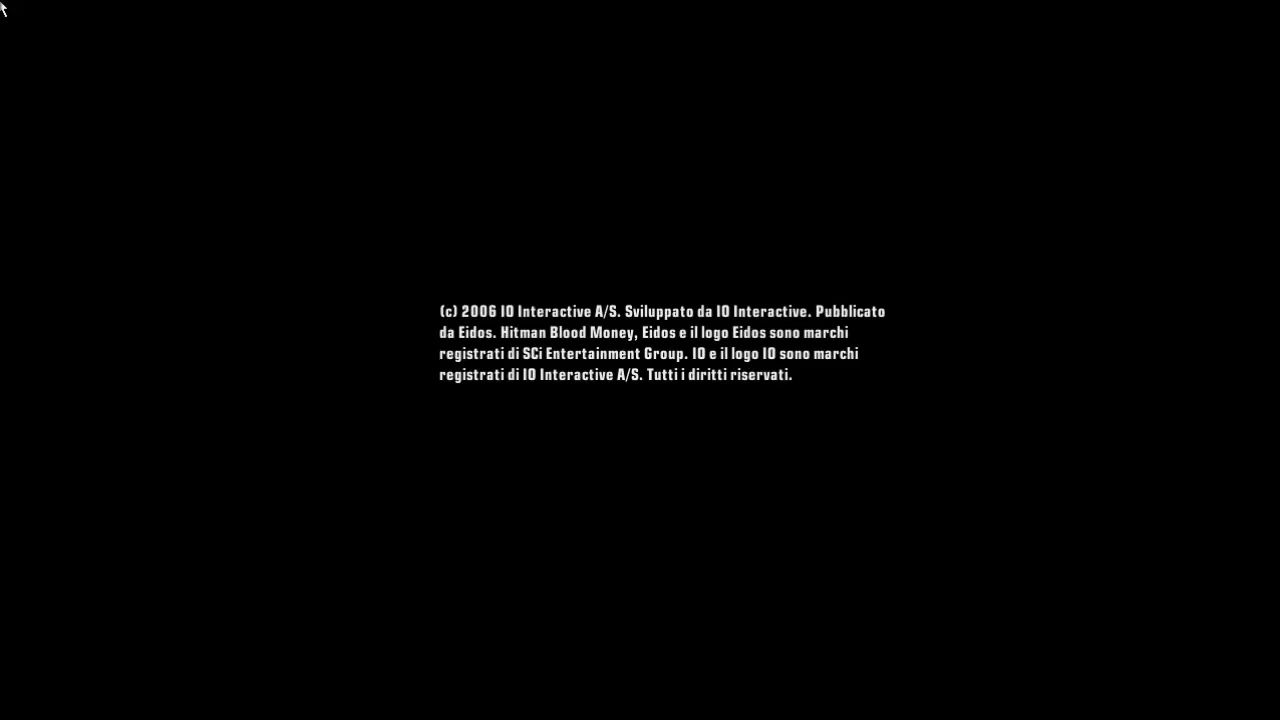 (c) 2006 IO Interactive A/S. Sviluppato da IO Interactive. Pubblicato
da Eidos. Hitman Blood Money, Eidos e il logo Eidos sono marchi
registrati di SCi Entertainment Group. IO e il logo IO sono marchi
registrati di IO Interactive A/S. Tutti i diritti riservati.